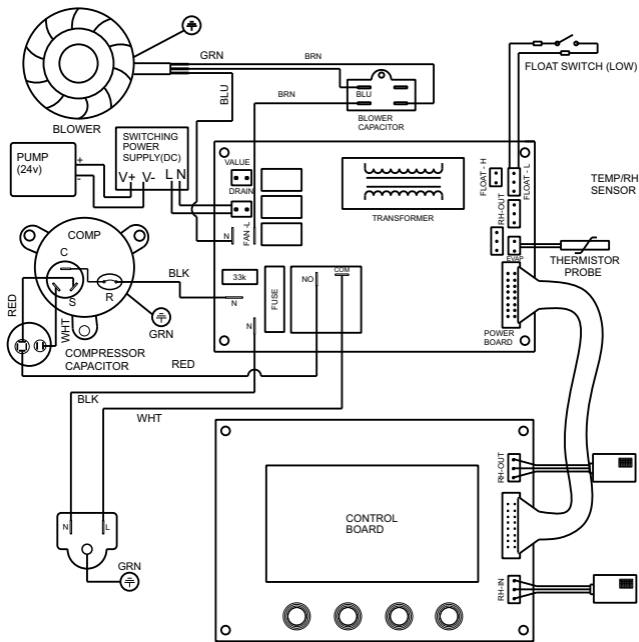 GRN
BRN
FLOAT SWITCH (LOW)
BLU
BLU
BRN
BLOWER
BLOWER
CAPACITOR
SWITCHING
POWER
SUPPLY(DC)
V+ V- L N
PUMP
(24v)
+
-
VALUE
DRAIN
FAN -L
N
TRANSFORMER
FLOAT - H
FLOAT - L
RH-OUT
EVAP
TEMP/RH
SENSOR
THERMISTOR
PROBE
COMP
C
S
R
BLK
RED
WHT
GRN
COMPRESSOR
CAPACITOR
33k
N
FUSE
N
NO
COM
POWER
BOARD
RED
BLK
WHT
N
L
GRN
CONTROL
BOARD
RH-OUT
RH-IN